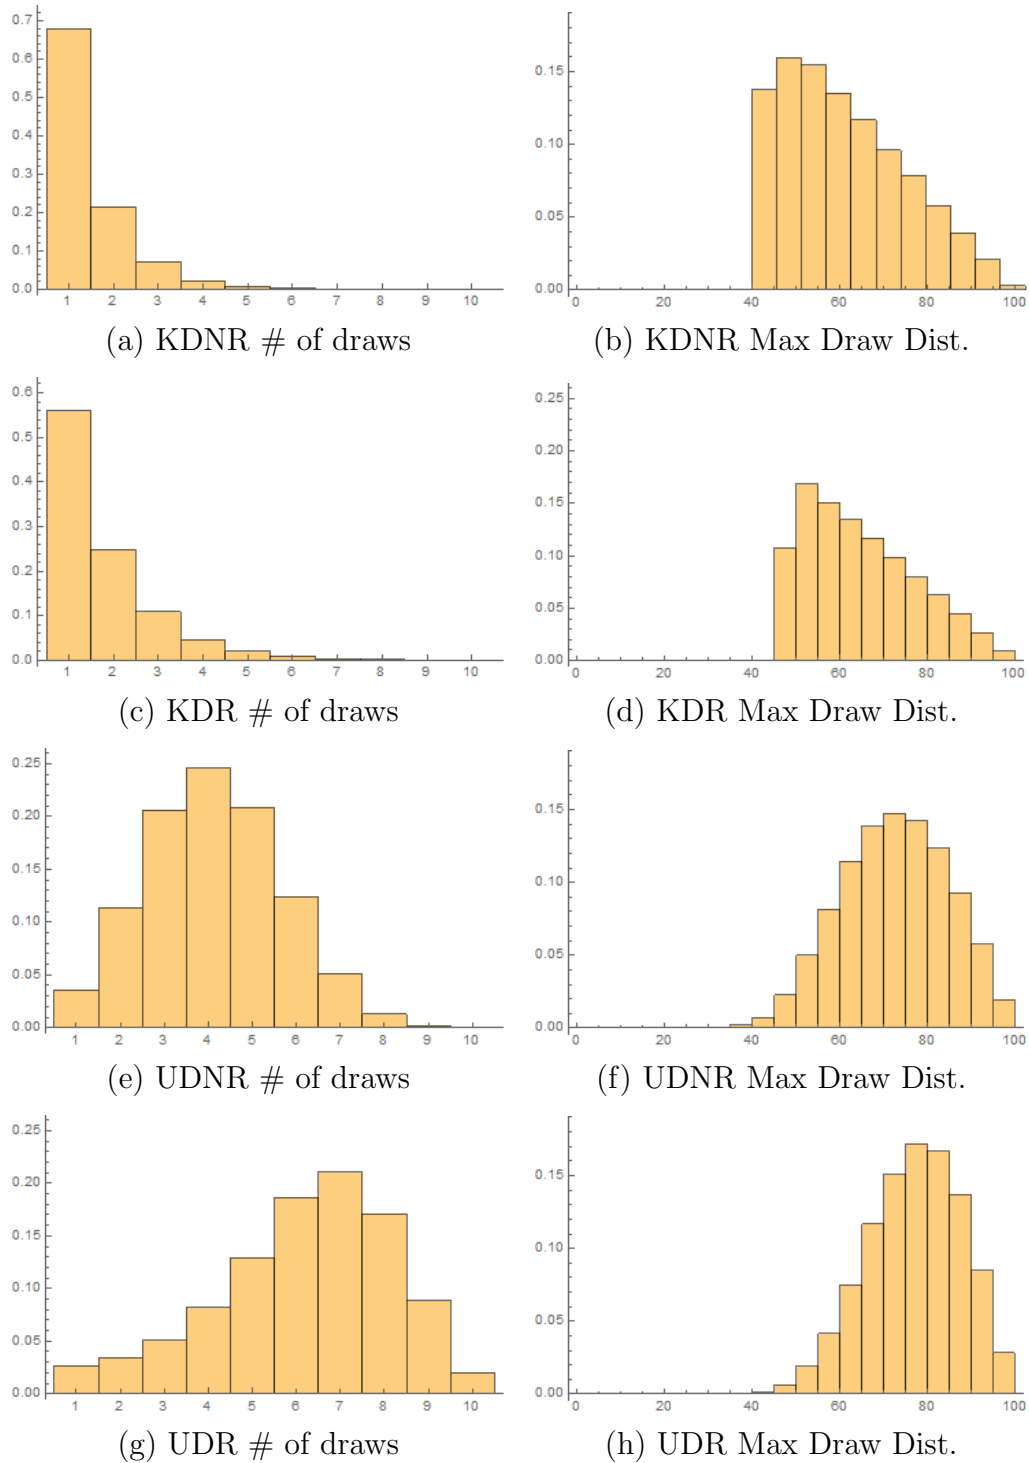 0.7
0.6
0.5
0.4
0.3
0.2
0.1
0.0
1 2 3 4 5 6 7 8 9 10
(a) KDNR # of draws
0.15
0.10
0.05
0.00
0 20 40 60 80 100
(b) KDNR Max Draw Dist.
0.6
0.5
0.4
0.3
0.2
0.1
0.0
1 2 3 4 5 6 7 8 9 10
(c) KDR # of draws
0.25
0.20
0.15
0.10
0.05
0.00
0 20 40 60 80 100
(d) KDR Max Draw Dist.
0.25
0.20
0.15
0.10
0.05
0.00
1 2 3 4 5 6 7 8 9 10
(e) UDNR # of draws
0.15
0.10
0.05
0.00
0 20 40 60 80 100
(f) UDNR Max Draw Dist.
0.25
0.20
0.15
0.10
0.05
0.00
1 2 3 4 5 6 7 8 9 10
(g) UDR # of draws
0.15
0.10
0.05
0.00
0 20 40 60 80 100
(h) UDR Max Draw Dist.